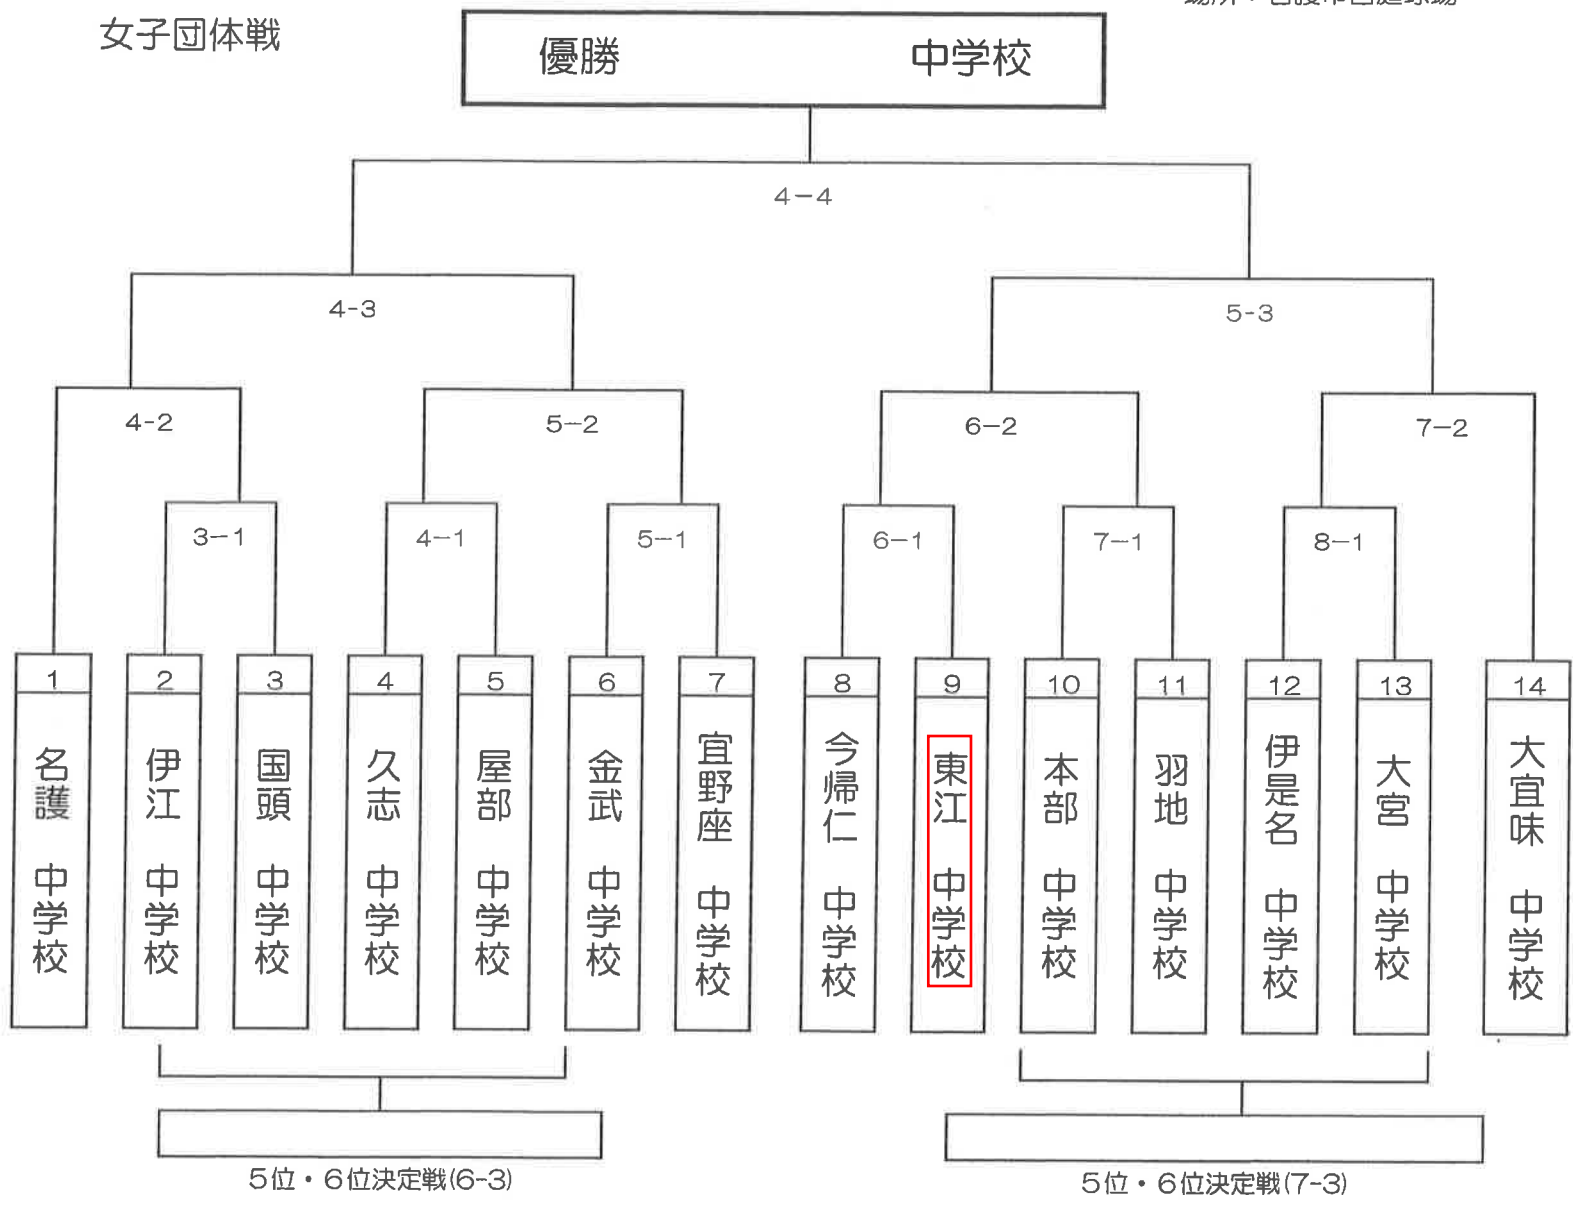 女子団体戦
優勝 中学校
4-4
4-3
5-3
4-2
5-2
6-2
7-2
3-1
4-1
5-1
6-1
7-1
8-1
1
2
3
4
5
6
7
8
9
10
11
12
13
14
名護 中学校
伊江 中学校
国頭 中学校
久志 中学校
屋部 中学校
金武 中学校
宜野座 中学校
今帰仁 中学校
東江 中学校
本部 中学校
羽地 中学校
伊是名 中学校
大宮 中学校
大宜味 中学校
5位・6位決定戦(6-3)
5位・6位決定戦(7-3)